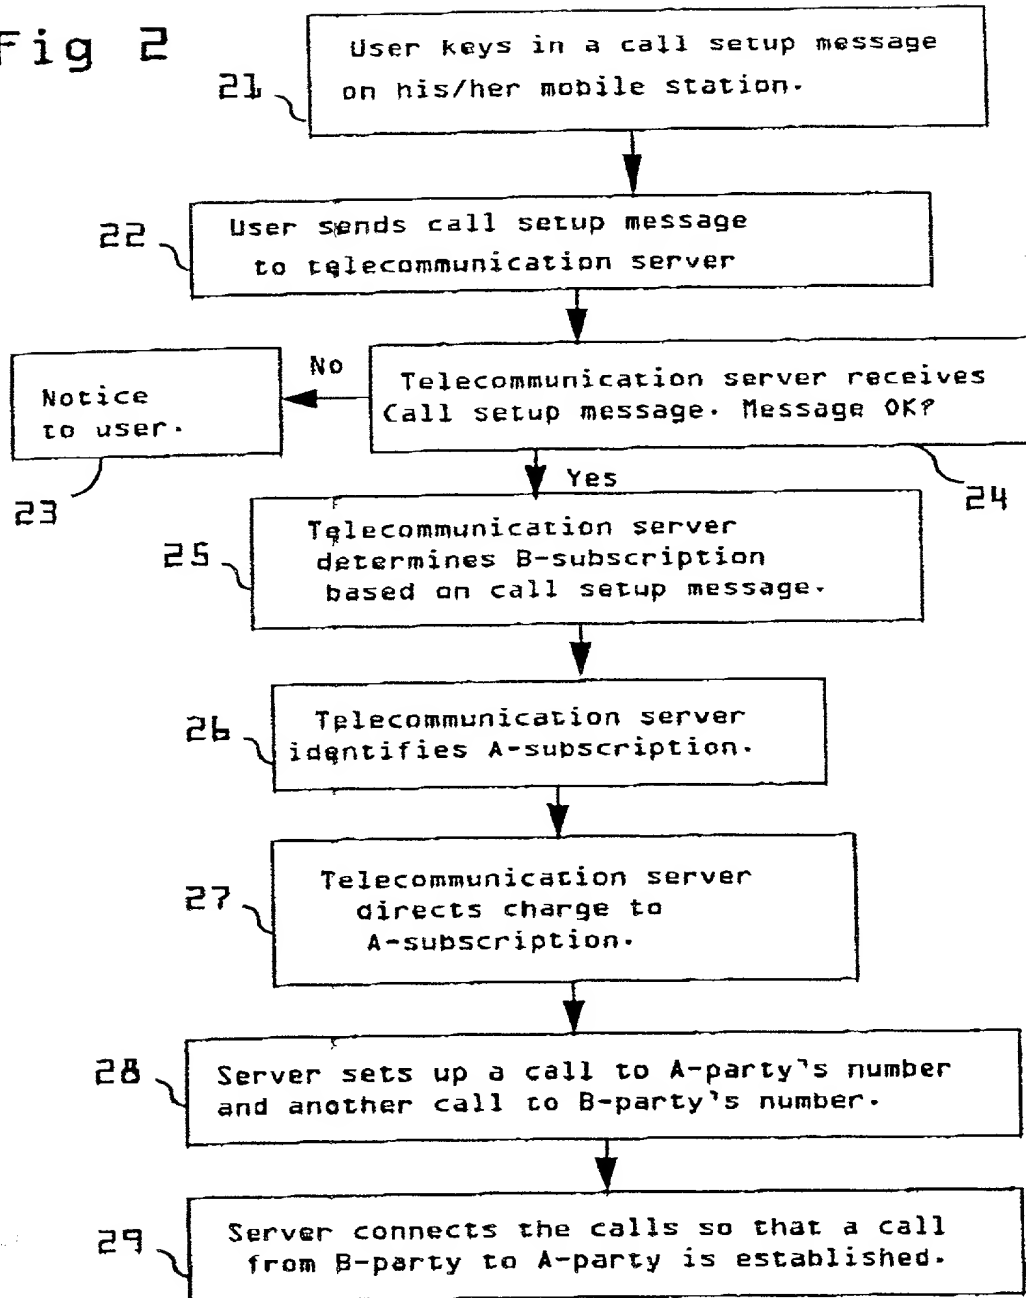 Fig 2
User keys in a call setup message
on his/her mobile station.
21
User sends call setup message
to telecommunication server
22
No
Notice
to user.
23
Telecommunication server receives
Call setup message. Message OK?
24
Yes
Telecommunication server
determines B-subscription
based on call setup message.
25
Telecommunication server
identifies A-subscription.
26
Telecommunication server
directs charge to
A-subscription.
27
Server sets up a call to A-party's number
and another call to B-party's number.
28
Server connects the calls so that a call
from B-party to A-party is established.
29